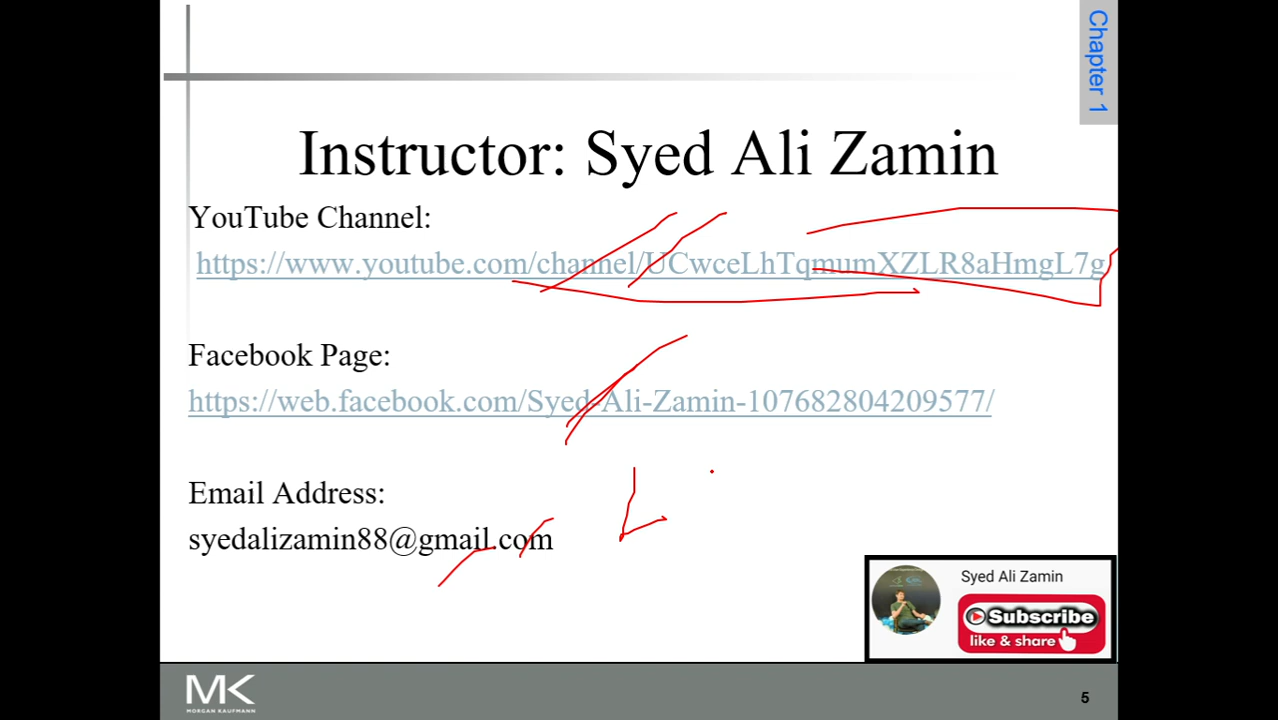 Chapter 1
Instructor: Syed Ali Zamin
YouTube Channel:
https://www.youtube.com/channel/UCwceLhTqmumXZLR8aHmgL7g
Facebook Page:
https://web.facebook.com/Syed-Ali-Zamin-107682804209577/
Email Address:
syedalizamin88@gmail.com
Syed Ali Zamin
Subscribe
like & share
MK
MORGAN KAUFMANN
5